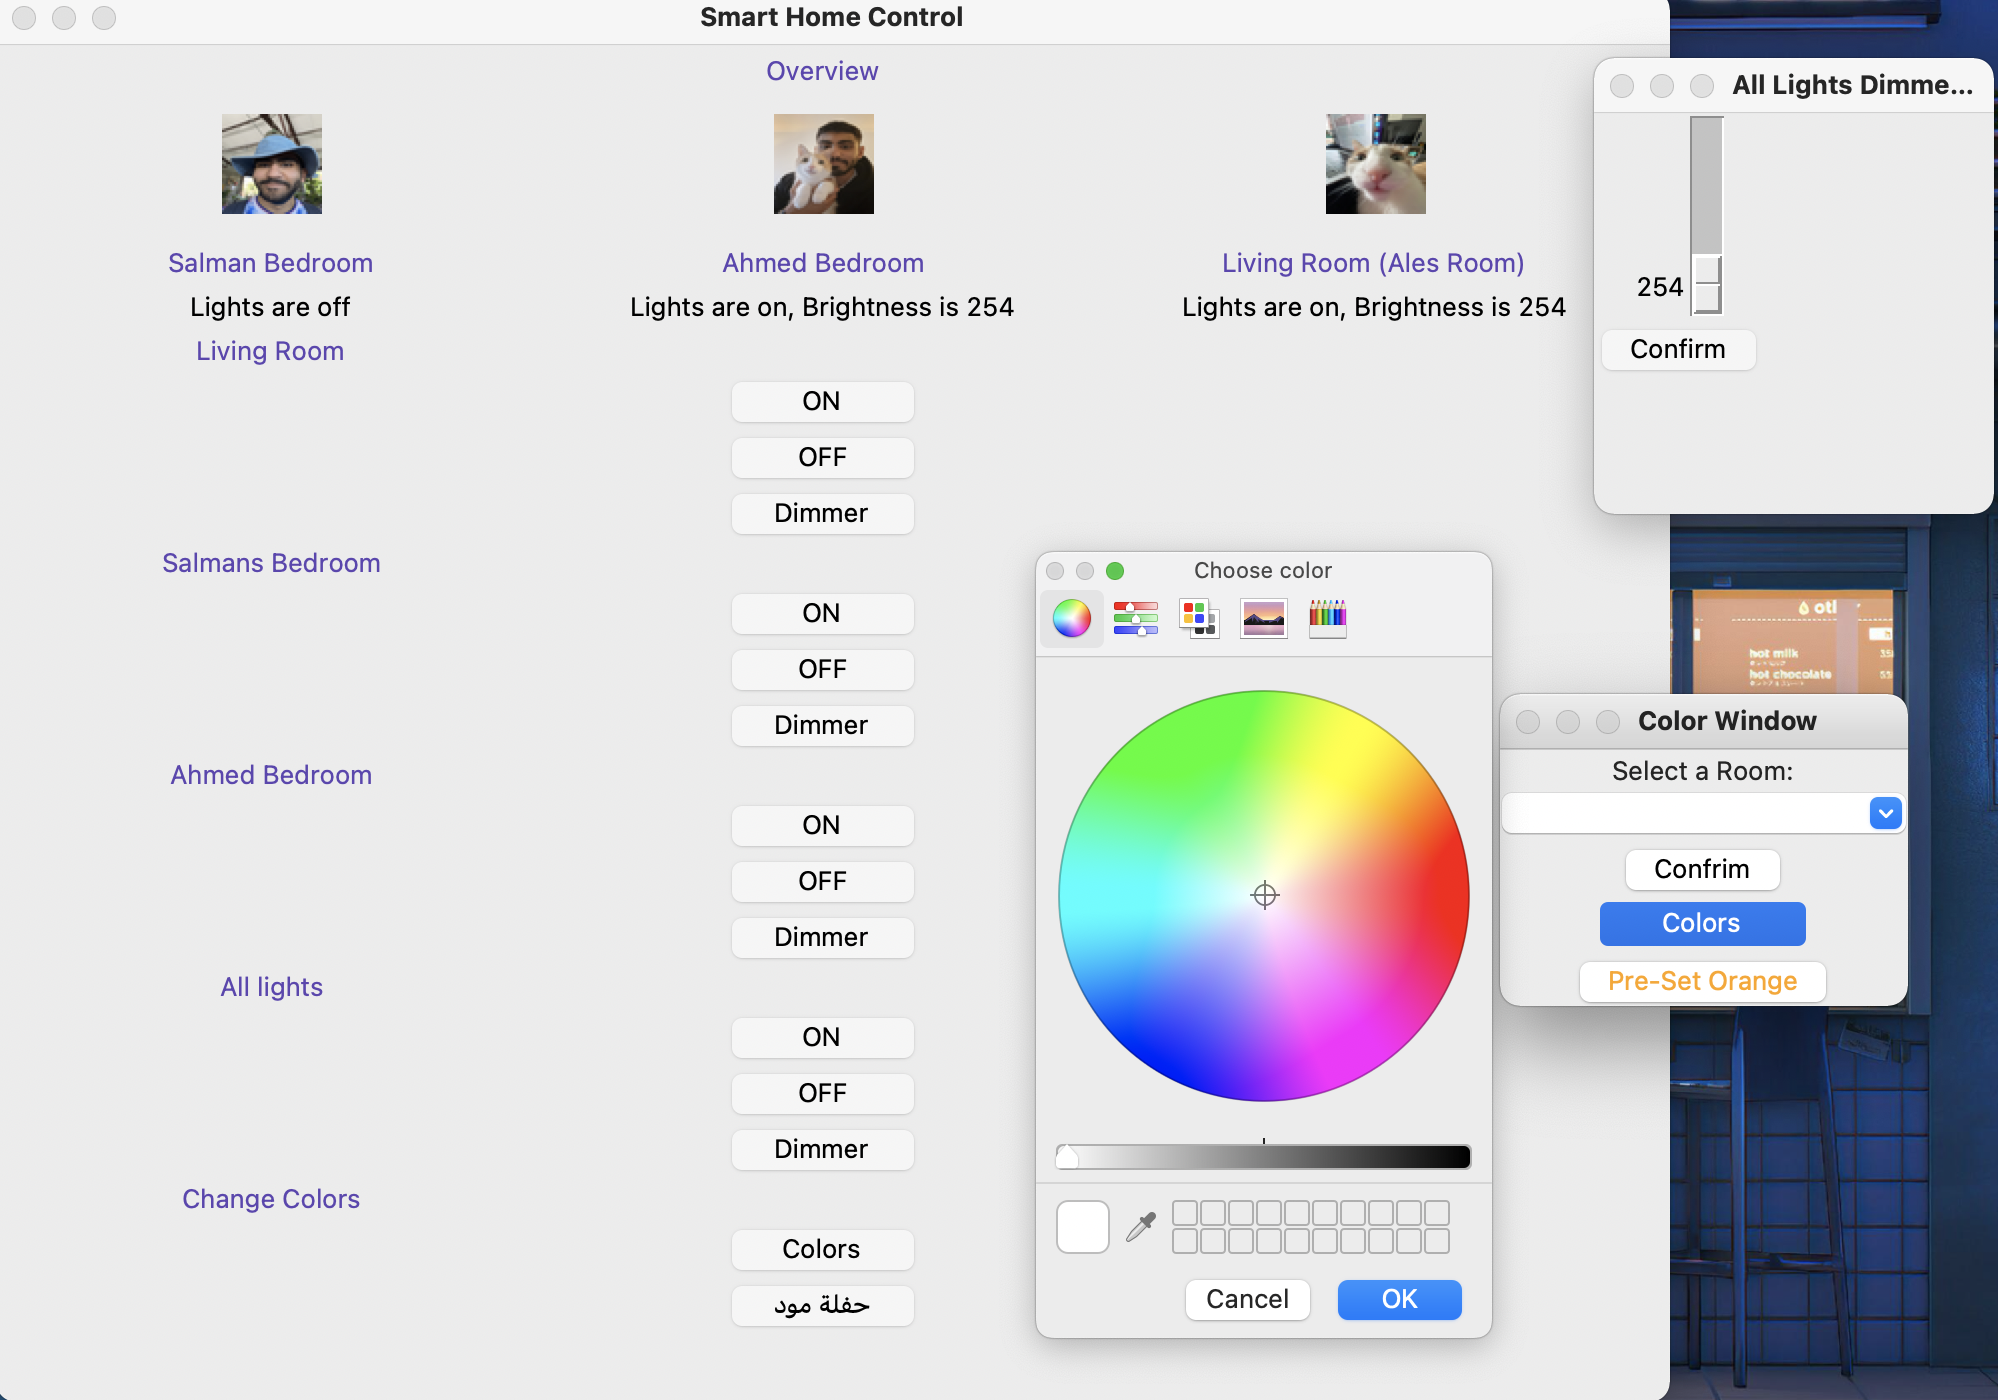 Smart Home Control
Overview
Salman Bedroom
Ahmed Bedroom
Living Room (Ales Room)
Lights are off
Lights are on, Brightness is 254
Lights are on, Brightness is 254
Living Room
ON
OFF
Dimmer
Salmans Bedroom
ON
OFF
Dimmer
Ahmed Bedroom
ON
OFF
Dimmer
All lights
ON
OFF
Dimmer
Change Colors
Colors
حفلة مود
All Lights Dimme...
254
Confirm
Choose color
Cancel
OK
hot milk
hot chocolate
Color Window
Select a Room:
Confrim
Colors
Pre-Set Orange